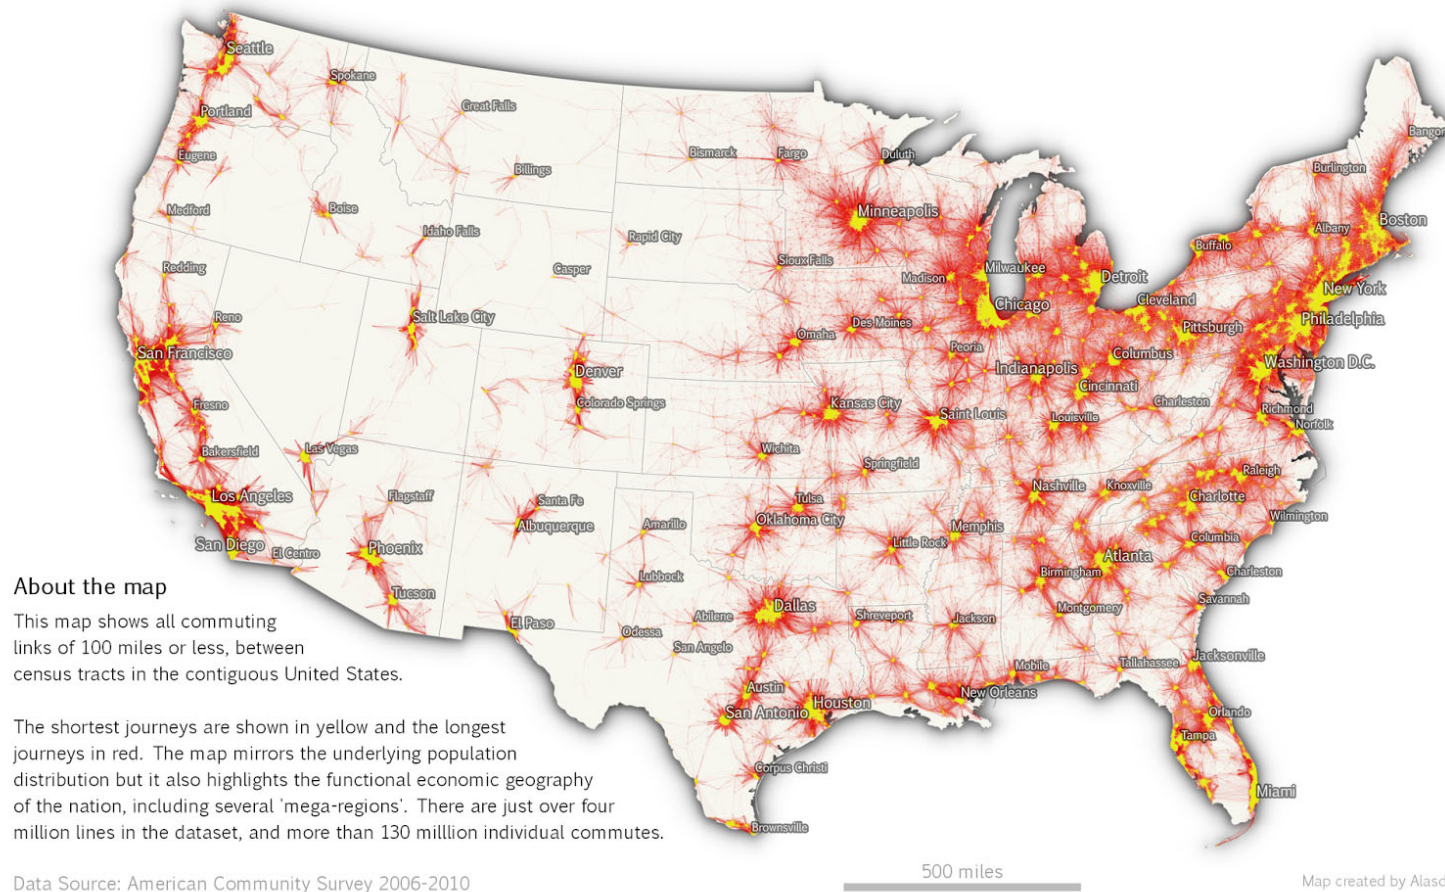 Seattle
Spokane
Great Falls
Portland
Bangor
Eugene
Billings
Bismarck
Fargo
Duluth
Burlington
Medford
Boise
Minneapolis
Boston
Idaho Falls
Rapid City
Albany
Buffalo
Redding
Casper
Sioux Falls
Madison
Milwaukee
Detroit
New York
Reno
Salt Lake City
Chicago
Cleveland
Philadelphia
Omaha
Des Moines
Pittsburgh
San Francisco
Peoria
Columbus
Washington D.C.
Denver
Indianapolis
Cincinnati
Fresno
Colorado Springs
Kansas City
Saint Louis
Louisville
Charleston
Richmond
Norfolk
Bakersfield
Las Vegas
Wichita
Springfield
Raleigh
Los Angeles
Flagstaff
Santa Fe
Tulsa
Nashville
Knoxville
Charlotte
Albuquerque
Amarillo
Oklahoma City
Memphis
Wilmington
San Diego
El Centro
Phoenix
Little Rock
Columbia
Atlanta
Lubbock
Birmingham
Charleston
Tucson
Dallas
Montgomery
Savannah
El Paso
Odessa
Abilene
San Angelo
Shreveport
Jackson
Mobile
Tallahassee
Jacksonville
Austin
San Antonio
Houston
New Orleans
Orlando
Tampa
Corpus Christi
Miami
Brownsville
About the map
This map shows all commuting
links of 100 miles or less, between
census tracts in the contiguous United States.
The shortest journeys are shown in yellow and the longest
journeys in red. The map mirrors the underlying population
distribution but it also highlights the functional economic geography
of the nation, including several 'mega-regions'. There are just over four
million lines in the dataset, and more than 130 milllion individual commutes.
Data Source: American Community Survey 2006-2010
500 miles
Map created by Alasd